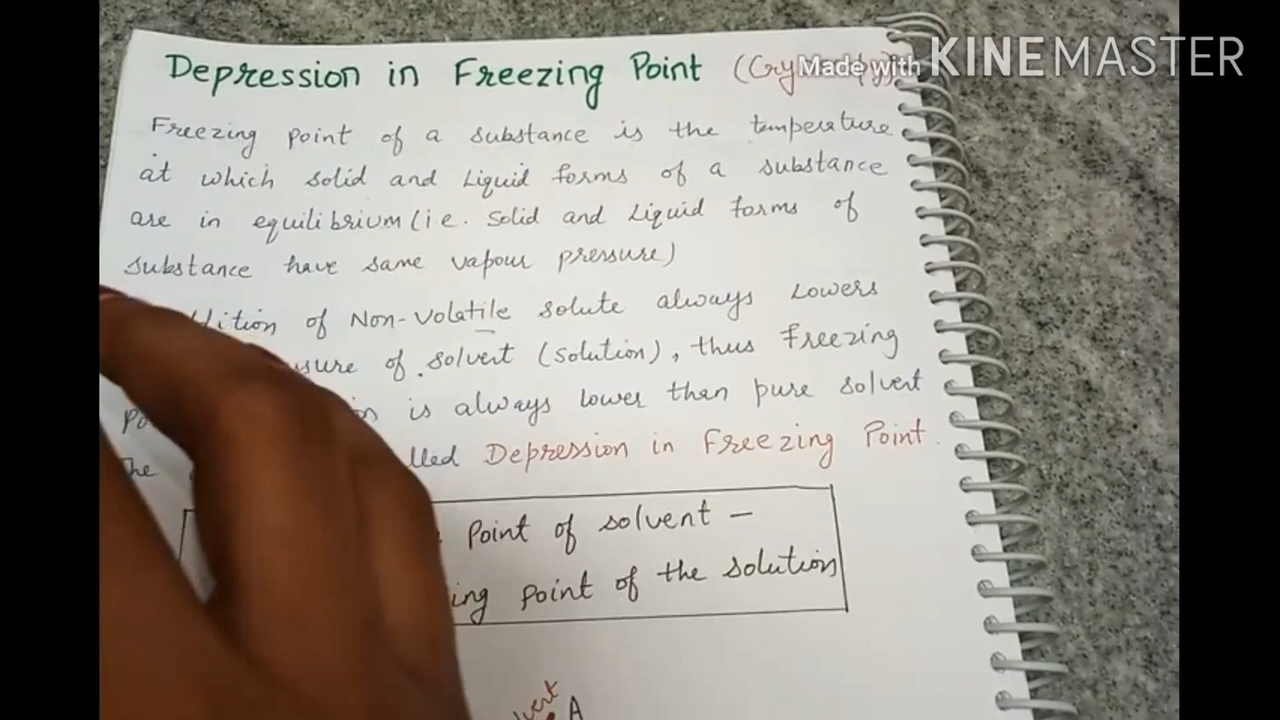 Depression in Freezing Point
Made with KINEMASTER
Freezing point of a substance is the temperature
at which solid and Liquid forms of a substance
are in equilibrium (i.e. solid and Liquid forms of
substance have same vapour pressure)
of Non-Volatile solute always Lowers
of solvent (solution), thus freezing
is always lower than pure solvent
The Depression in Freezing Point.
Point of solvent –
point of the solution
A